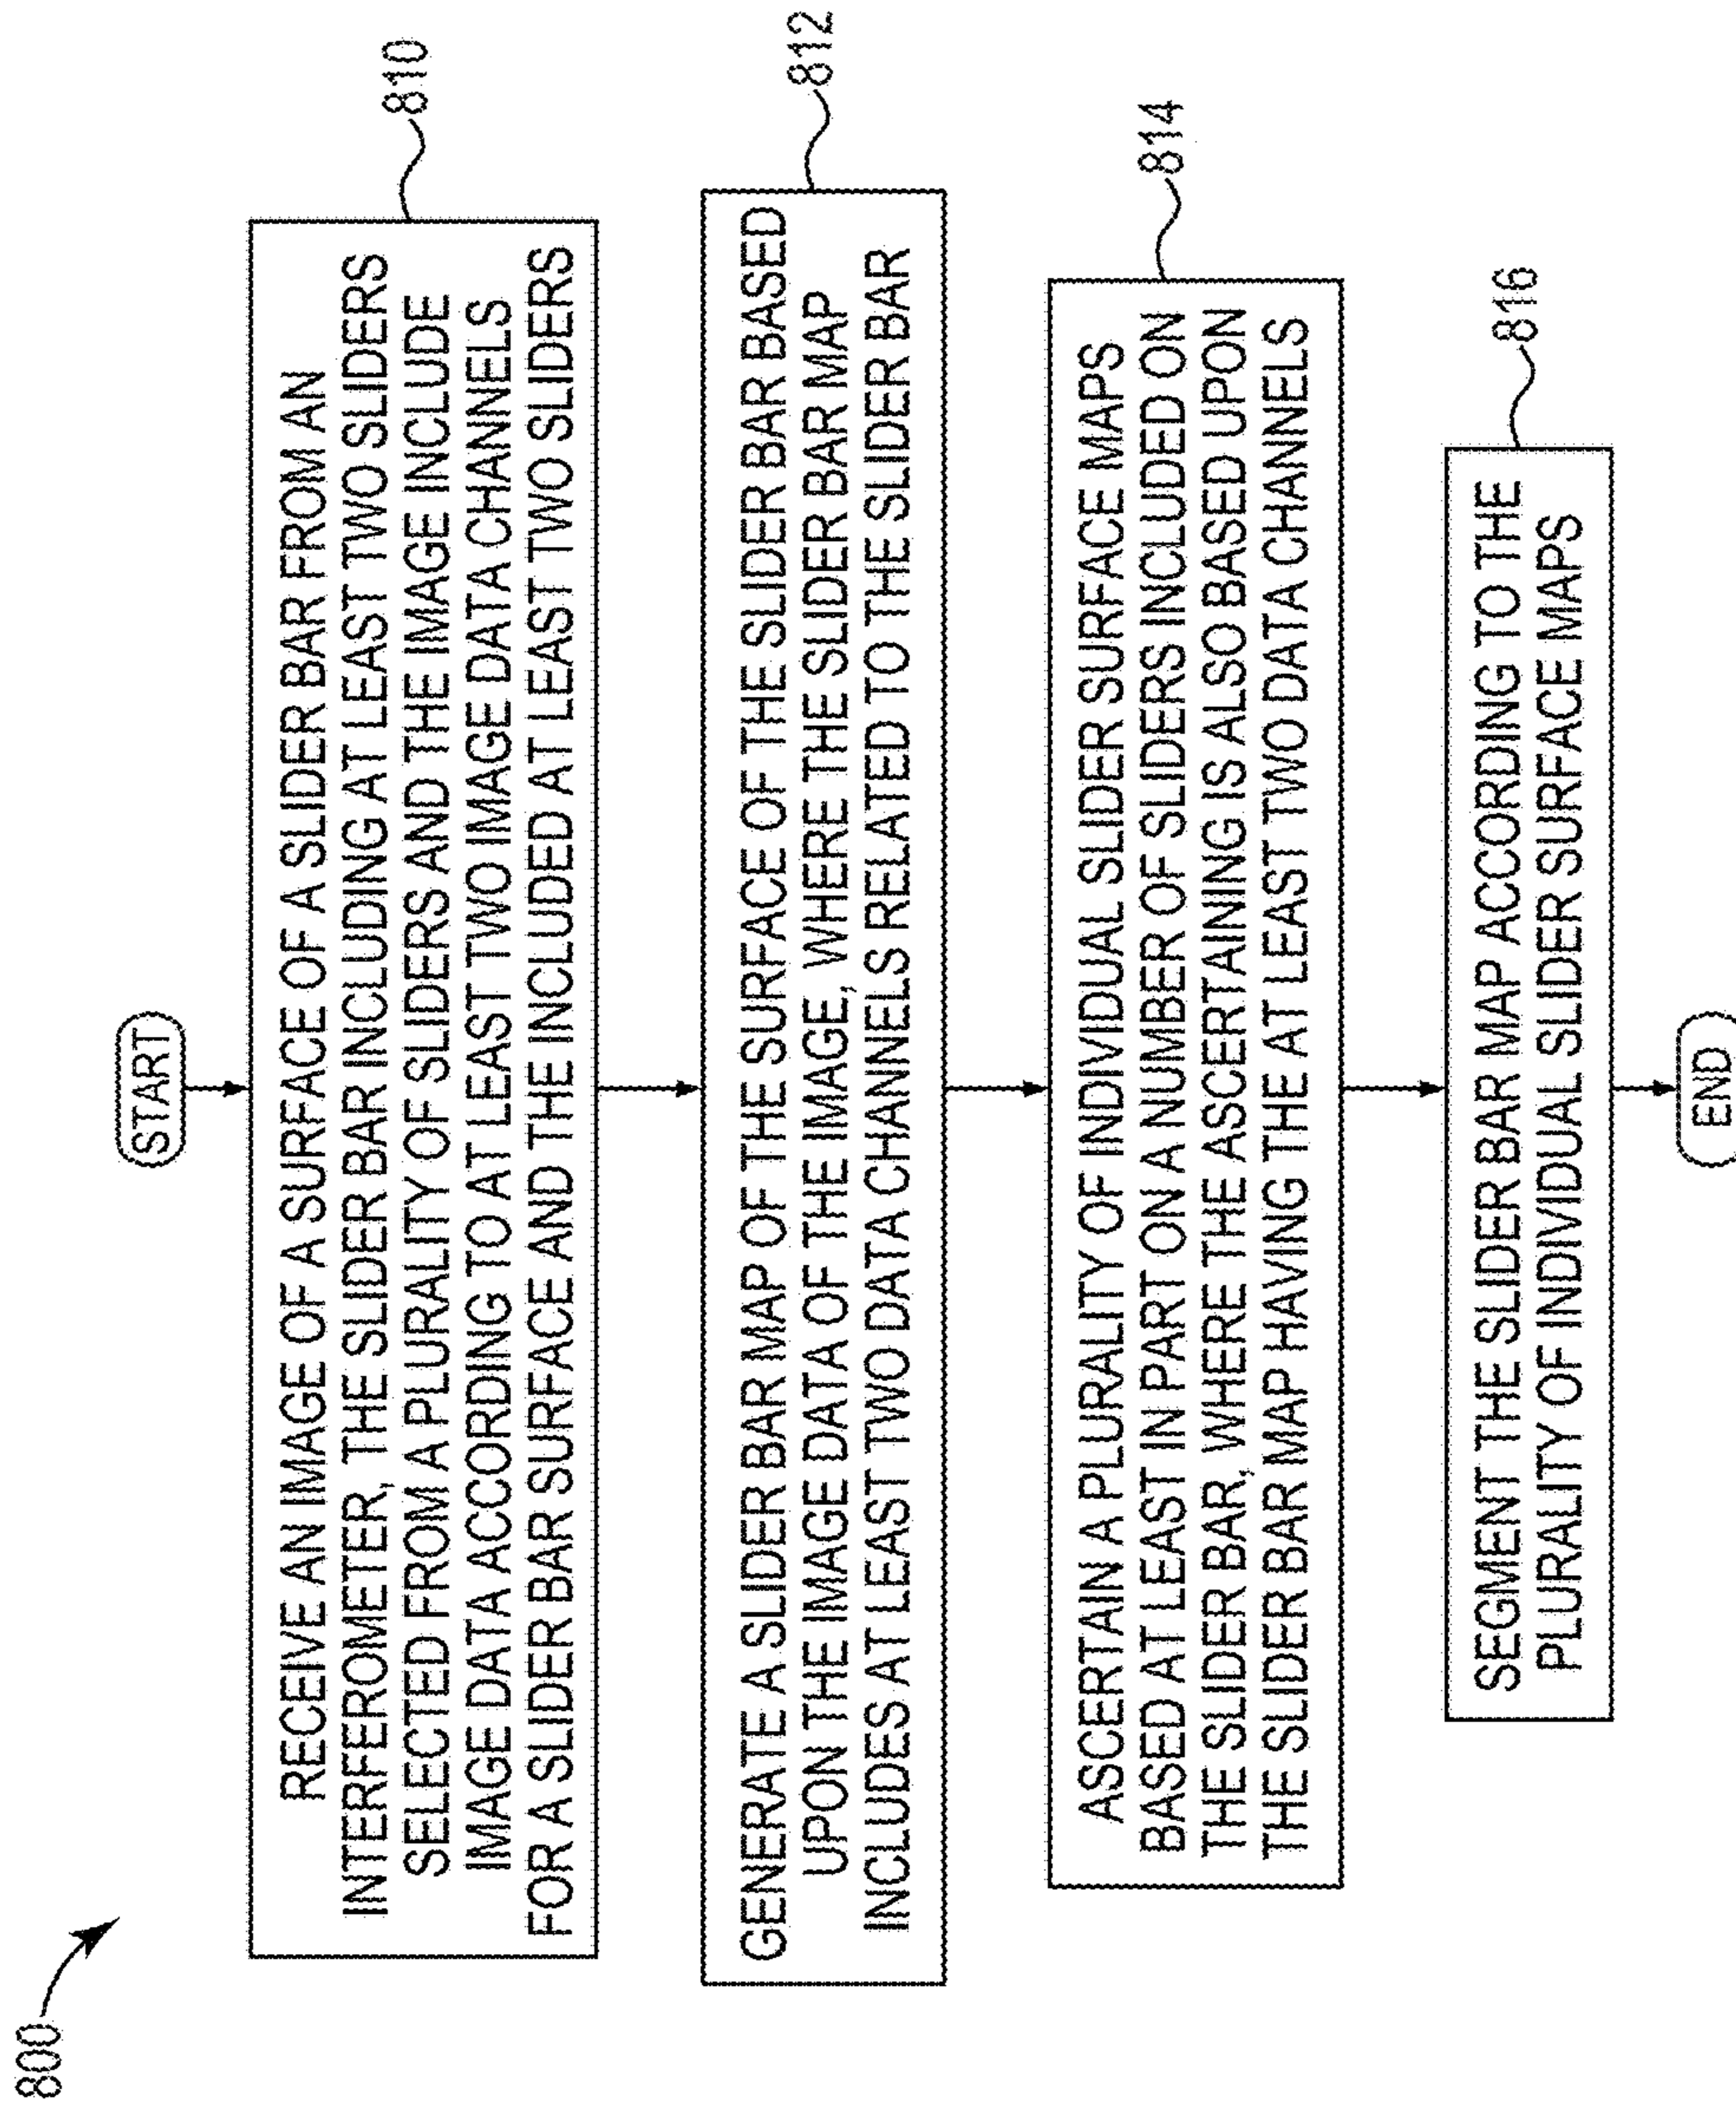 800
START
RECEIVE AN IMAGE OF A SURFACE OF A SLIDER BAR FROM AN
INTERFEROMETER, THE SLIDER BAR INCLUDING AT LEAST TWO SLIDERS
SELECTED FROM A PLURALITY OF SLIDERS AND THE IMAGE INCLUDE
IMAGE DATA ACCORDING TO AT LEAST TWO IMAGE DATA CHANNELS
FOR A SLIDER BAR SURFACE AND THE INCLUDED AT LEAST TWO SLIDERS
810
GENERATE A SLIDER BAR MAP OF THE SURFACE OF THE SLIDER BAR BASED
UPON THE IMAGE DATA OF THE IMAGE, WHERE THE SLIDER BAR MAP
INCLUDES AT LEAST TWO DATA CHANNELS RELATED TO THE SLIDER BAR
812
ASCERTAIN A PLURALITY OF INDIVIDUAL SLIDER SURFACE MAPS
BASED AT LEAST IN PART ON A NUMBER OF SLIDERS INCLUDED ON
THE SLIDER BAR, WHERE THE ASCERTAINING IS ALSO BASED UPON
THE SLIDER BAR MAP HAVING THE AT LEAST TWO DATA CHANNELS
814
SEGMENT THE SLIDER BAR MAP ACCORDING TO THE
PLURALITY OF INDIVIDUAL SLIDER SURFACE MAPS
816
END